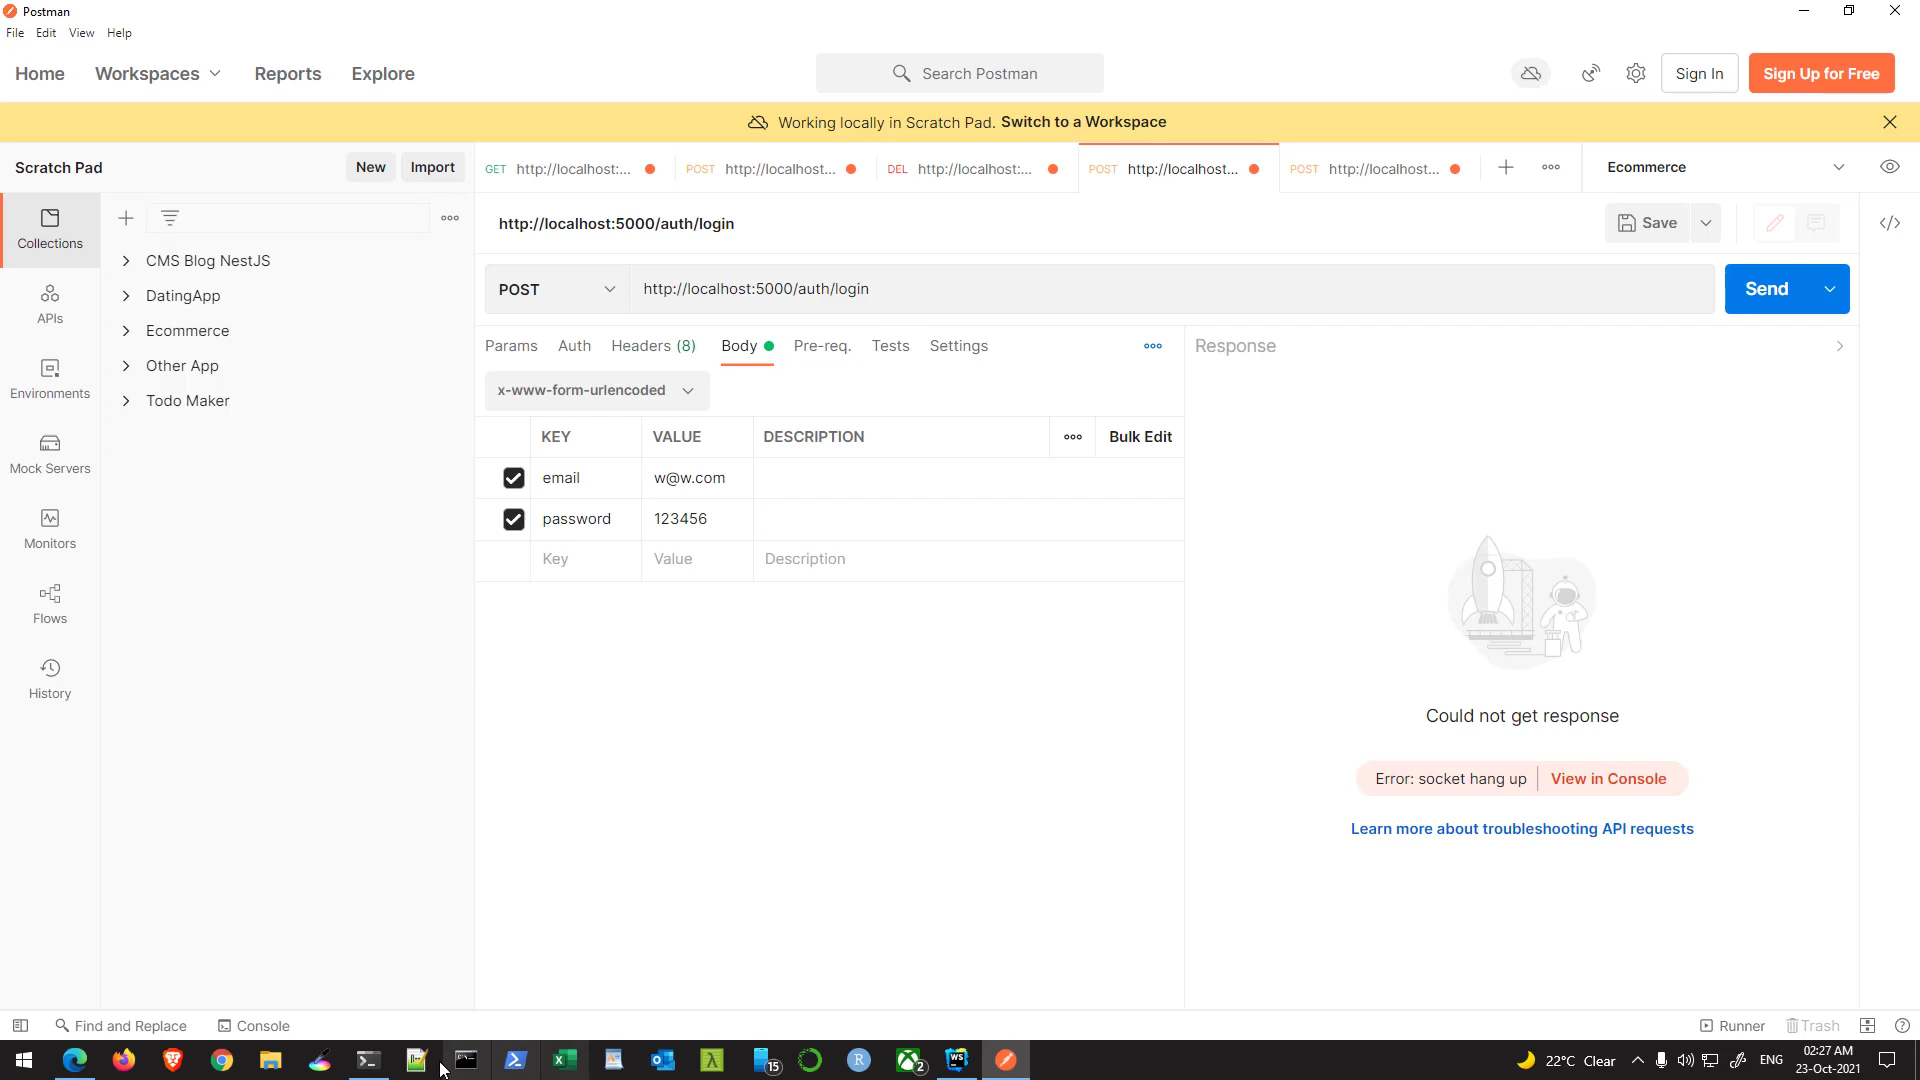 Postman
File Edit View Help
Home Workspaces Reports Explore
Search Postman
Sign In
Sign Up for Free
Working locally in Scratch Pad. Switch to a Workspace
Scratch Pad
New
Import
GET http://localhost:...
POST http://localhost...
DEL http://localhost:...
POST http://localhost...
POST http://localhost...
Ecommerce
Collections
APIs
Environments
Mock Servers
Monitors
Flows
History
CMS Blog NestJS
DatingApp
Ecommerce
Other App
Todo Maker
http://localhost:5000/auth/login
Save
POST http://localhost:5000/auth/login
Send
Params Auth Headers (8) Body Pre-req. Tests Settings
x-www-form-urlencoded
KEY VALUE DESCRIPTION Bulk Edit
email w@w.com
password 123456
Key Value Description
Response
Could not get response
Error: socket hang up View in Console
Learn more about troubleshooting API requests
Find and Replace Console
Runner Trash
15
R
2
WS
22°C Clear
ENG
02:27 AM
23-Oct-2021